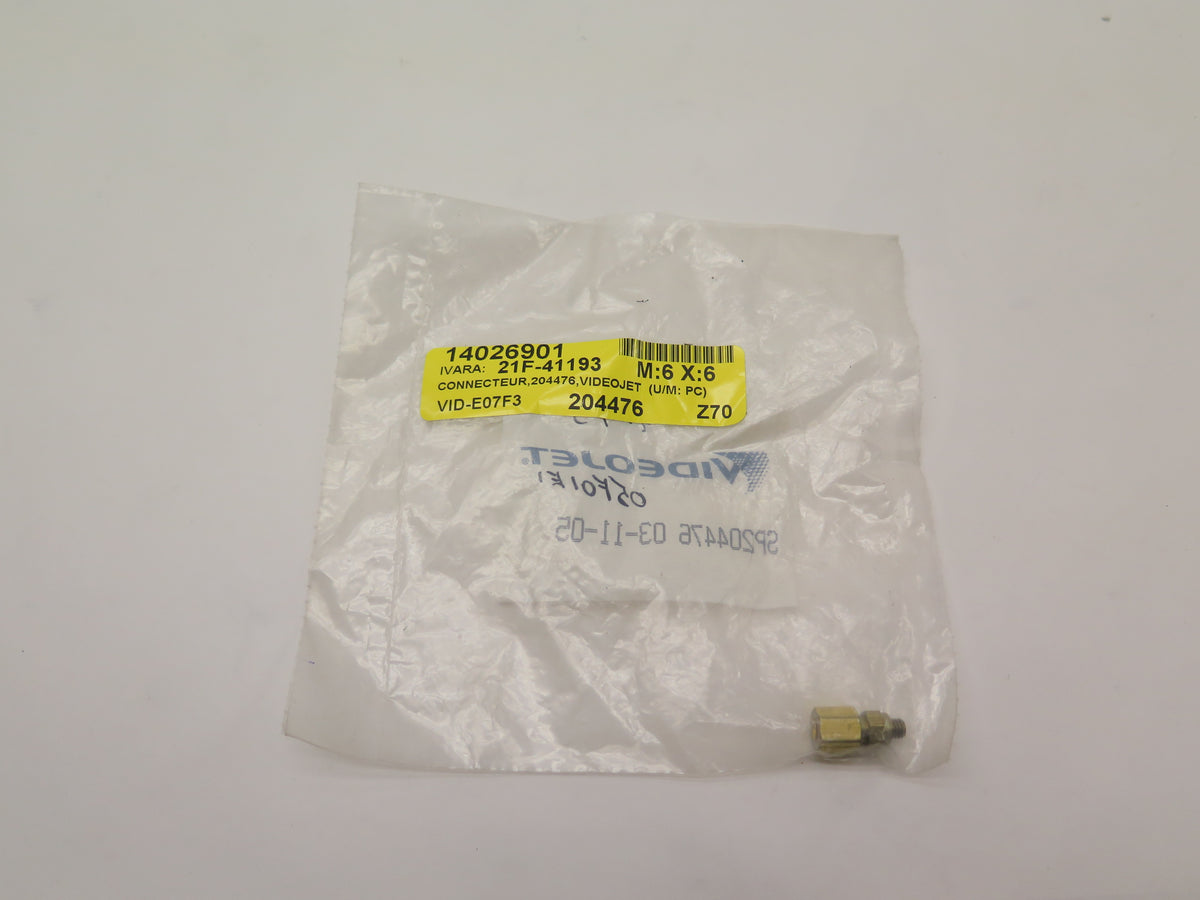 14026901
IVARA: 21F-41193 M:6 X:6
CONNECTEUR,204476,VIDEOJET (U/M: PC)
VID-E07F3 204476 Z70
VIDEOJET®
05F01E1
SP204476 03-11-05